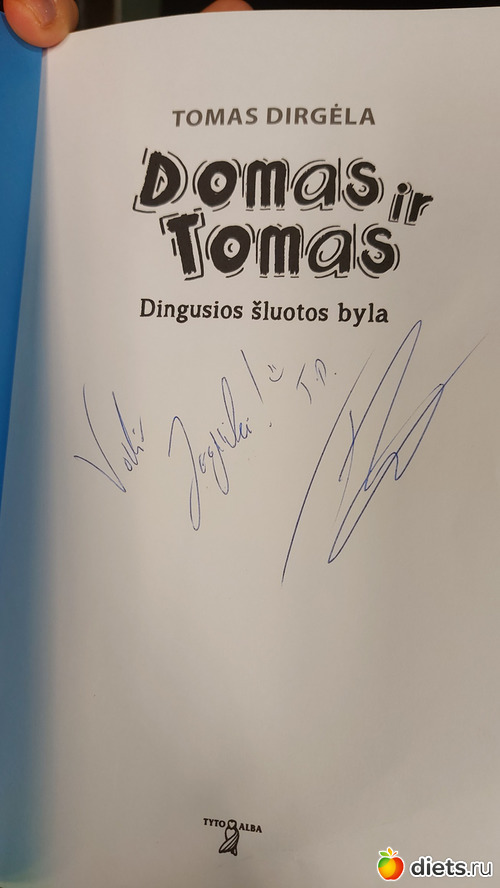 TOMAS DIRGĖLA
Domas ir
Tomas
Dingusios šluotos byla
T.D.
TYTO ALBA
diets.ru